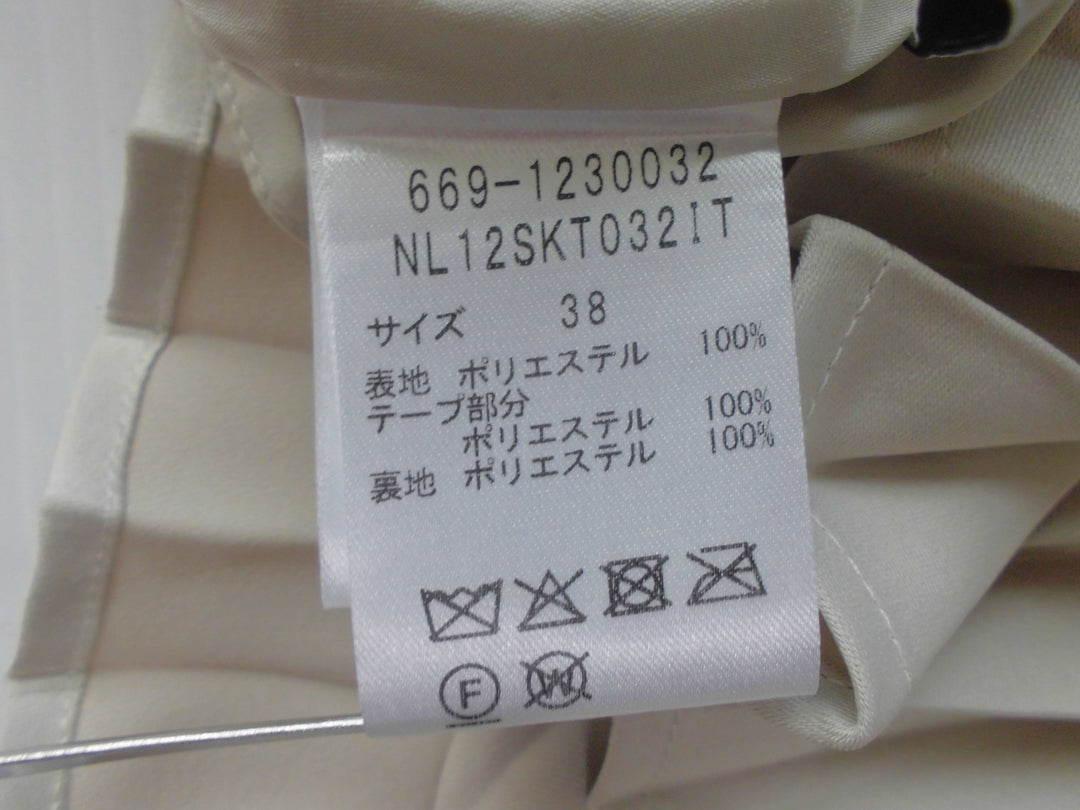 669-1230032
NL12SKT032IT
サイズ 38
表地 ポリエステル 100%
テープ部分
ポリエステル 100%
裏地 ポリエステル 100%
F W